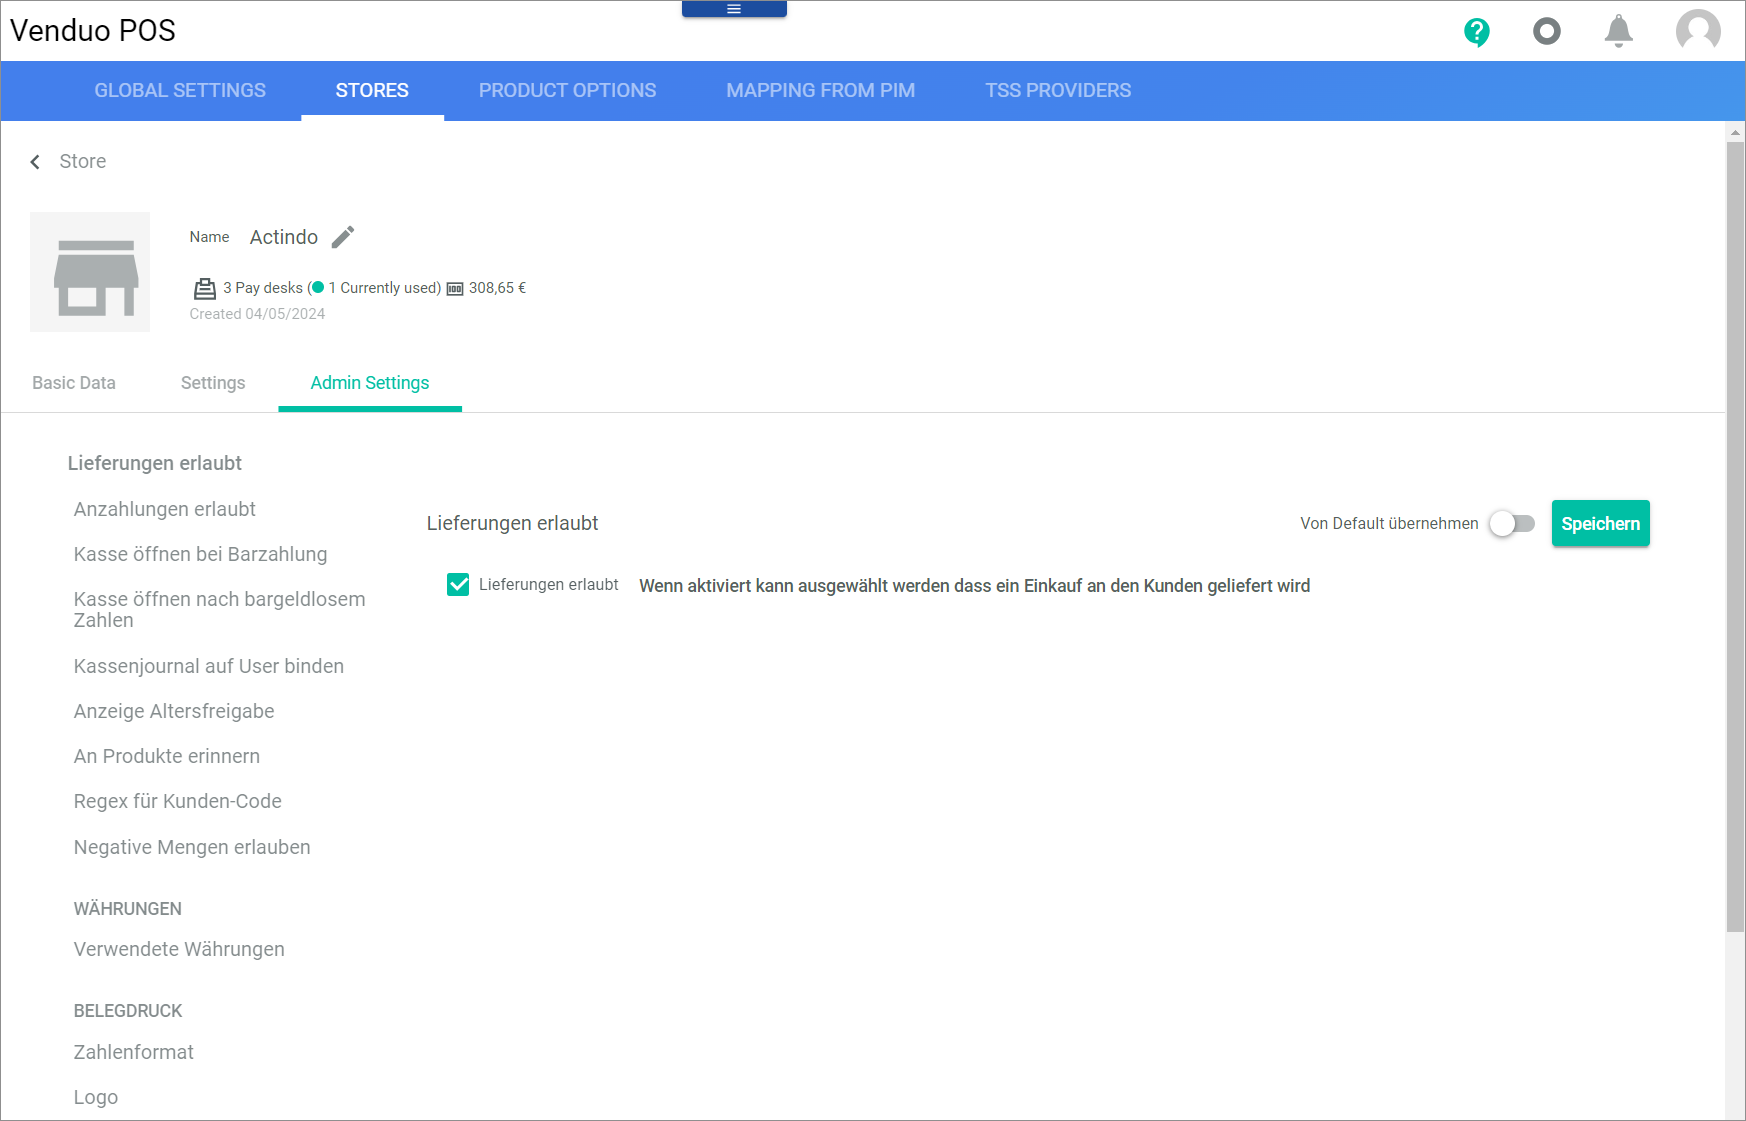 Venduo POS
GLOBAL SETTINGS STORES PRODUCT OPTIONS MAPPING FROM PIM TSS PROVIDERS
Store
Name Actindo
3 Pay desks (1 Currently used) 308,65 €
Created 04/05/2024
Basic Data Settings Admin Settings
Lieferungen erlaubt
Anzahlungen erlaubt
Kasse öffnen bei Barzahlung
Kasse öffnen nach bargeldlosem
Zahlen
Kassenjournal auf User binden
Anzeige Altersfreigabe
An Produkte erinnern
Regex für Kunden-Code
Negative Mengen erlauben
WÄHRUNGEN
Verwendete Währungen
BELEGDRUCK
Zahlenformat
Logo
Lieferungen erlaubt Von Default übernehmen Speichern
Lieferungen erlaubt Wenn aktiviert kann ausgewählt werden dass ein Einkauf an den Kunden geliefert wird